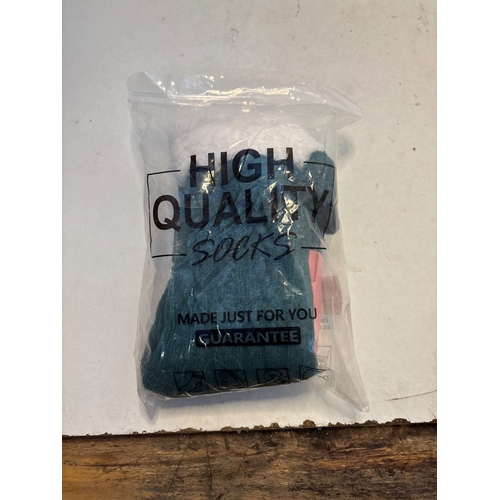 HIGH
QUALITY
SOCKS
MADE JUST FOR YOU
GUARANTEE